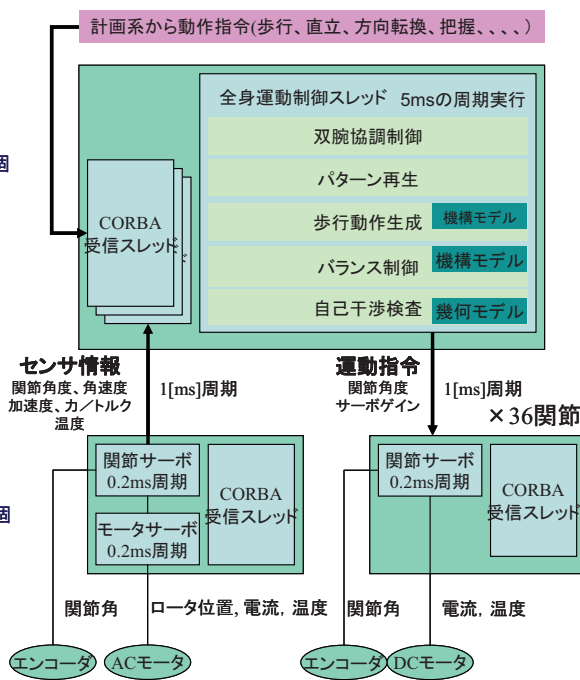 計画系から動作指令(歩行、直立、方向転換、把握、、、、)
全身運動制御スレッド 5msの周期実行
双腕協調制御
個
パターン再生
CORBA
受信スレッド
ド
歩行動作生成
機構モデル
バランス制御
機構モデル
自己干渉検査
幾何モデル
センサ情報
関節角度、角速度
加速度、力／トルク
温度
1[ms]周期
運動指令
関節角度
サーボゲイン
1[ms]周期
×36関節
関節サーボ
0.2ms周期
CORBA
受信スレッド
モータサーボ
0.2ms周期
個
関節サーボ
0.2ms周期
CORBA
受信スレッド
関節角
ロータ位置, 電流, 温度
関節角
電流, 温度
エンコーダ
ACモータ
エンコーダ
DCモータ